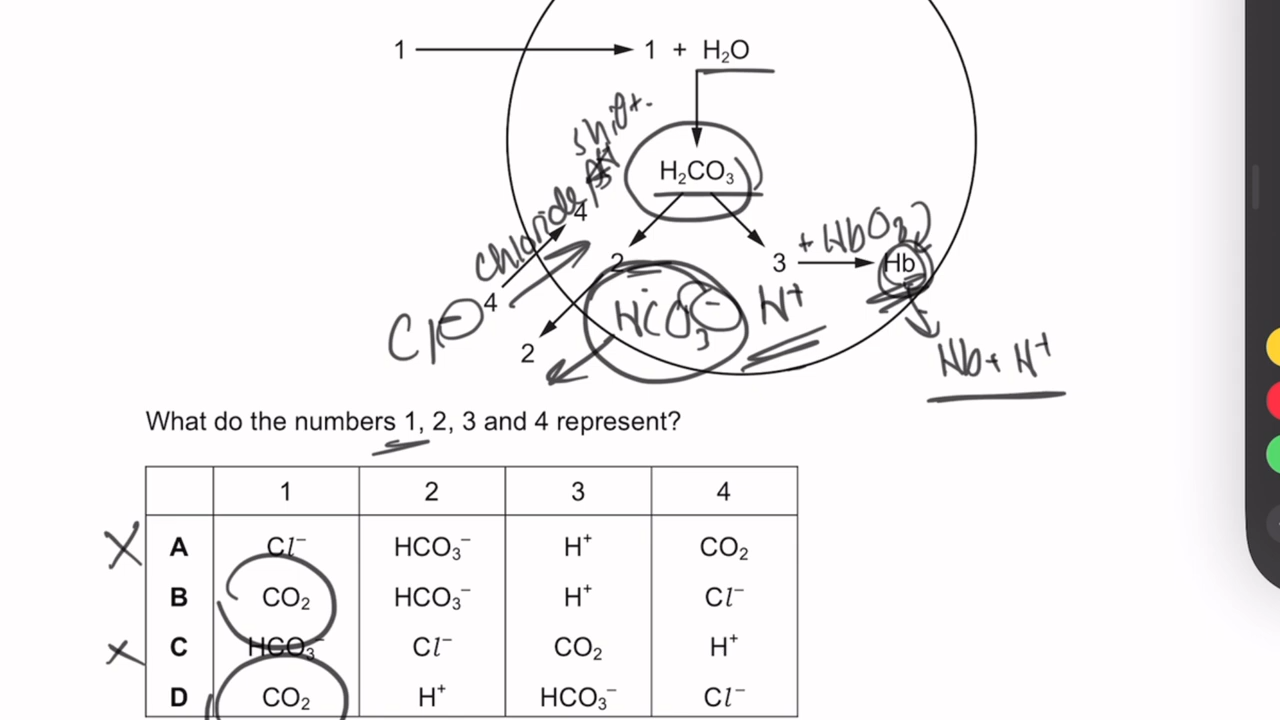 1 1 + H₂O
shift
H₂CO₃
chloride
4
+ HbO₂
2 3 Hb
4 HCO₃⁻ H⁺
Cl⁻
2 Hb + H⁺
What do the numbers 1, 2, 3 and 4 represent?
1 2 3 4
A Cl⁻ HCO₃⁻ H⁺ CO₂
B CO₂ HCO₃⁻ H⁺ Cl⁻
C HCO₃⁻ Cl⁻ CO₂ H⁺
D CO₂ H⁺ HCO₃⁻ Cl⁻